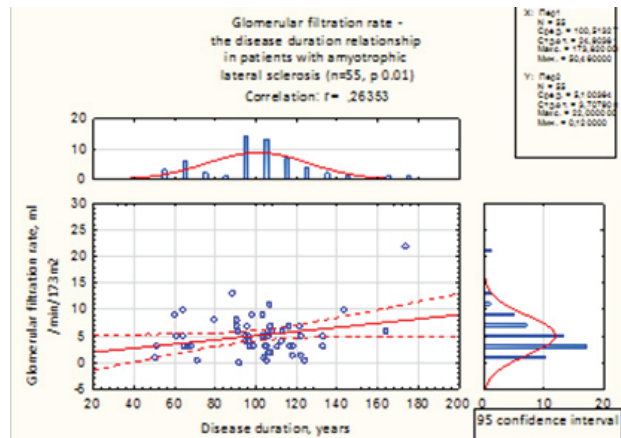 Glomerular filtration rate -
the disease duration relationship
in patients with amyotrophic
lateral sclerosis (n=55, p 0.01)
Correlation: r= ,26353
X: Пер1
N = 55
Y: Пер2
N = 55
20
10
0
Glomerular filtration rate, ml
/min/173m2
30
25
20
15
10
5
0
-5
20 40 60 80 100 120 140 160 180 200
Disease duration, years
0 10 20
95 confidence interval